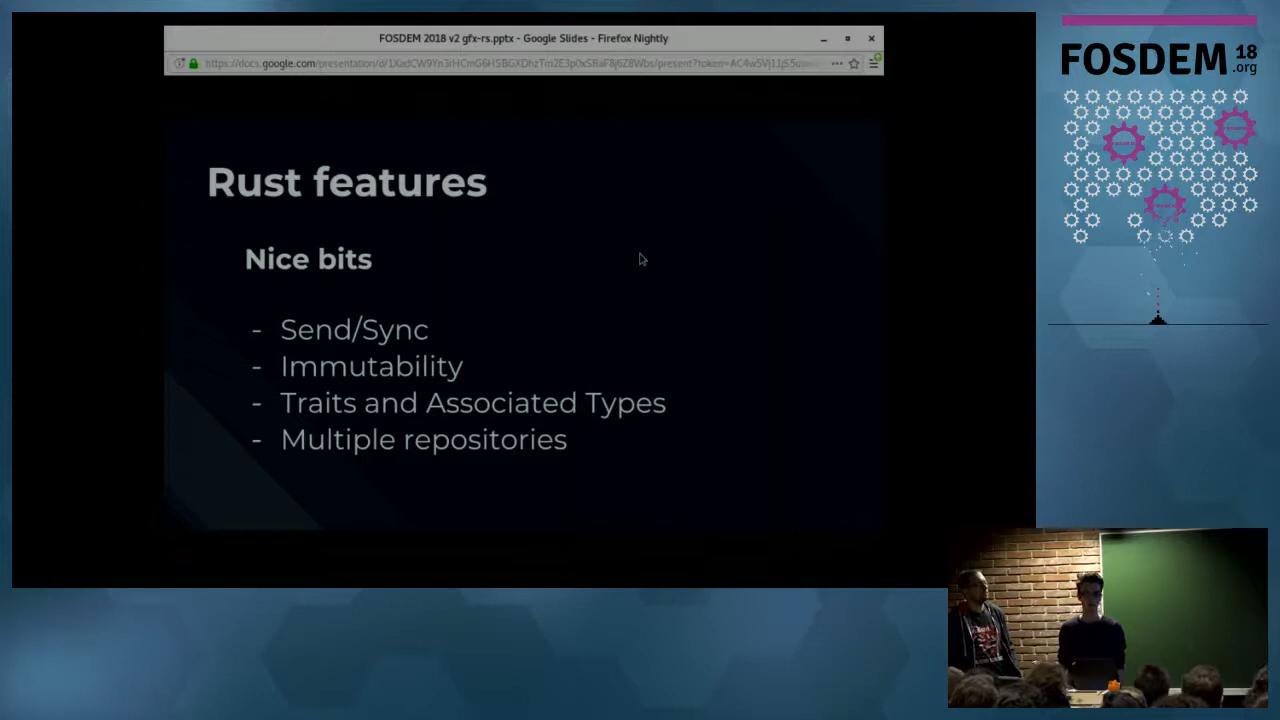 FOSDEM 2018 v2 gfx-rs.pptx - Google Slides - Firefox Nightly
Rust features
Nice bits
- Send/Sync
- Immutability
- Traits and Associated Types
- Multiple repositories
FOSDEM 18
.org